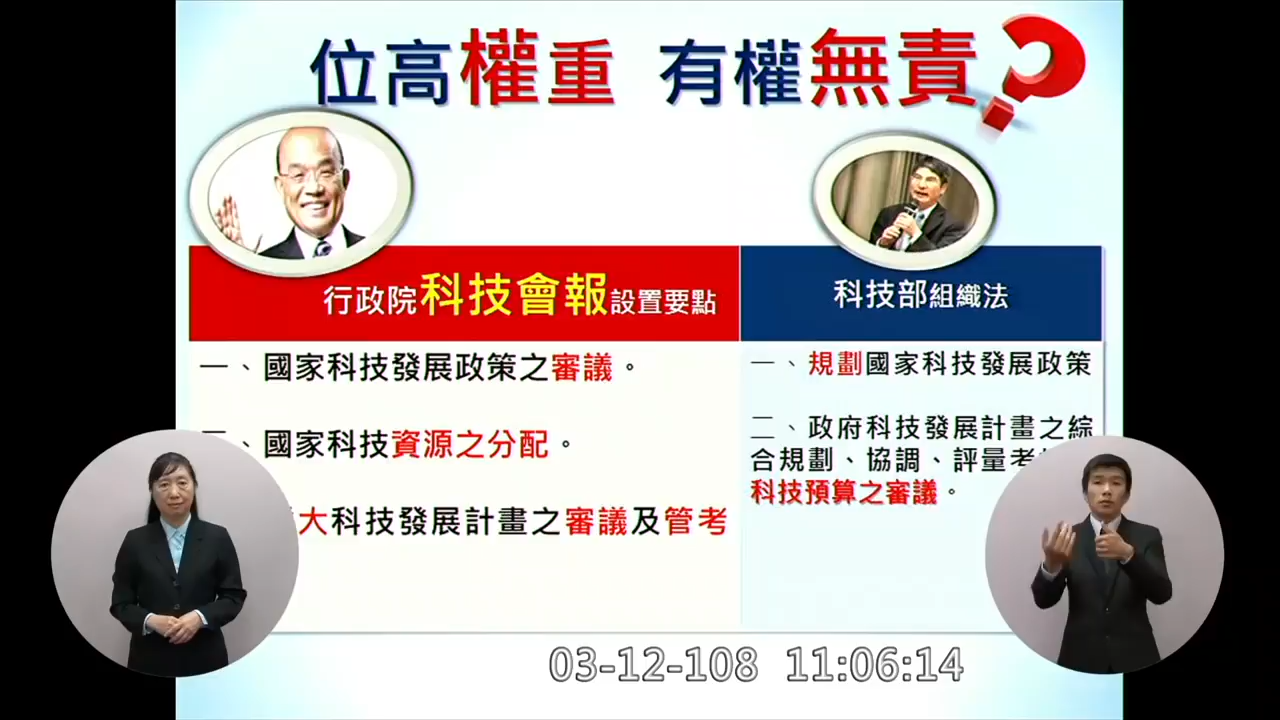 位高權重 有權無責?
行政院科技會報設置要點
一、國家科技發展政策之審議。
國家科技資源之分配。
大科技發展計畫之審議及管考
科技部組織法
一、規劃國家科技發展政策
二、政府科技發展計畫之綜
合規劃、協調、評量考
科技預算之審議。
03-12-108 11:06:14